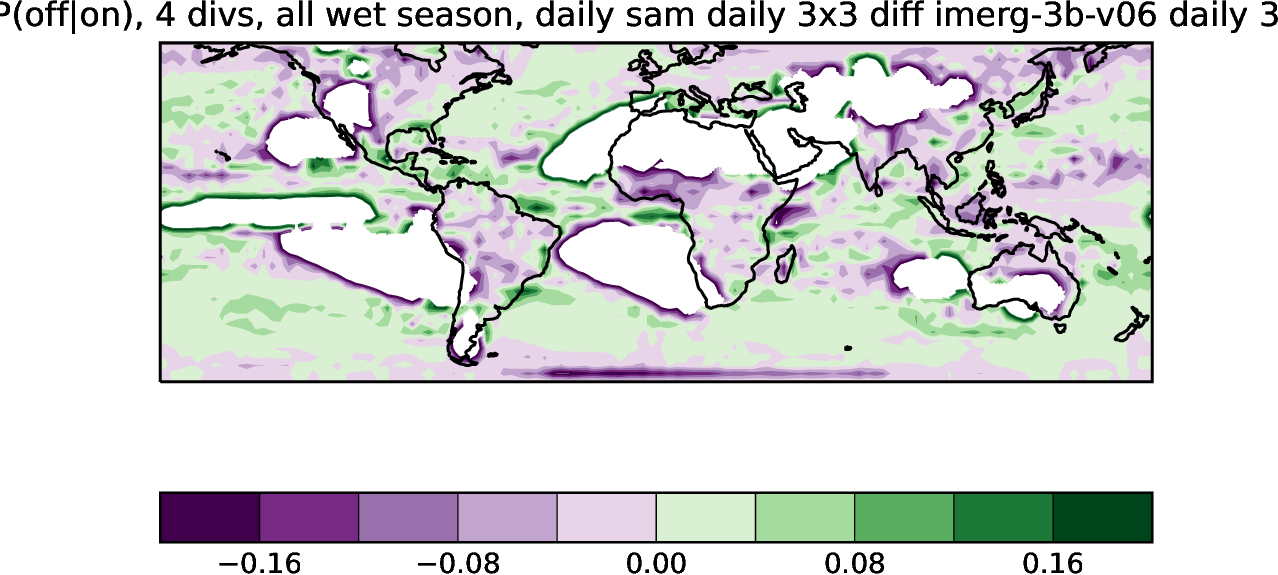 P(off|on), 4 divs, all wet season, daily sam daily 3x3 diff imerg-3b-v06 daily 3
−0.16 −0.08 0.00 0.08 0.16